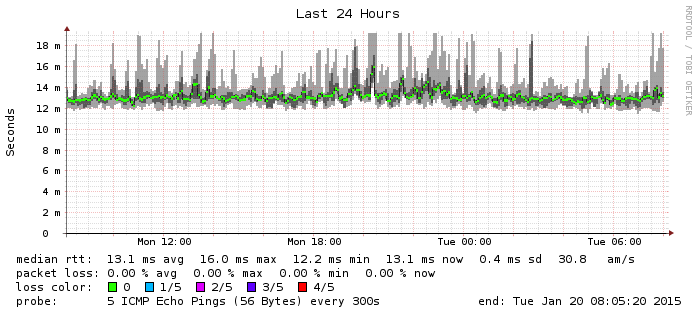 Last 24 Hours
RRDTOOL / TOBI OETIKER
Seconds
18 m
16 m
14 m
12 m
10 m
8 m
6 m
4 m
2 m
0
Mon 12:00 Mon 18:00 Tue 00:00 Tue 06:00
median rtt: 13.1 ms avg 16.0 ms max 12.2 ms min 13.1 ms now 0.4 ms sd 30.8 am/s
packet loss: 0.00 % avg 0.00 % max 0.00 % min 0.00 % now
loss color: 0 1/5 2/5 3/5 4/5
probe: 5 ICMP Echo Pings (56 Bytes) every 300s end: Tue Jan 20 08:05:20 2015